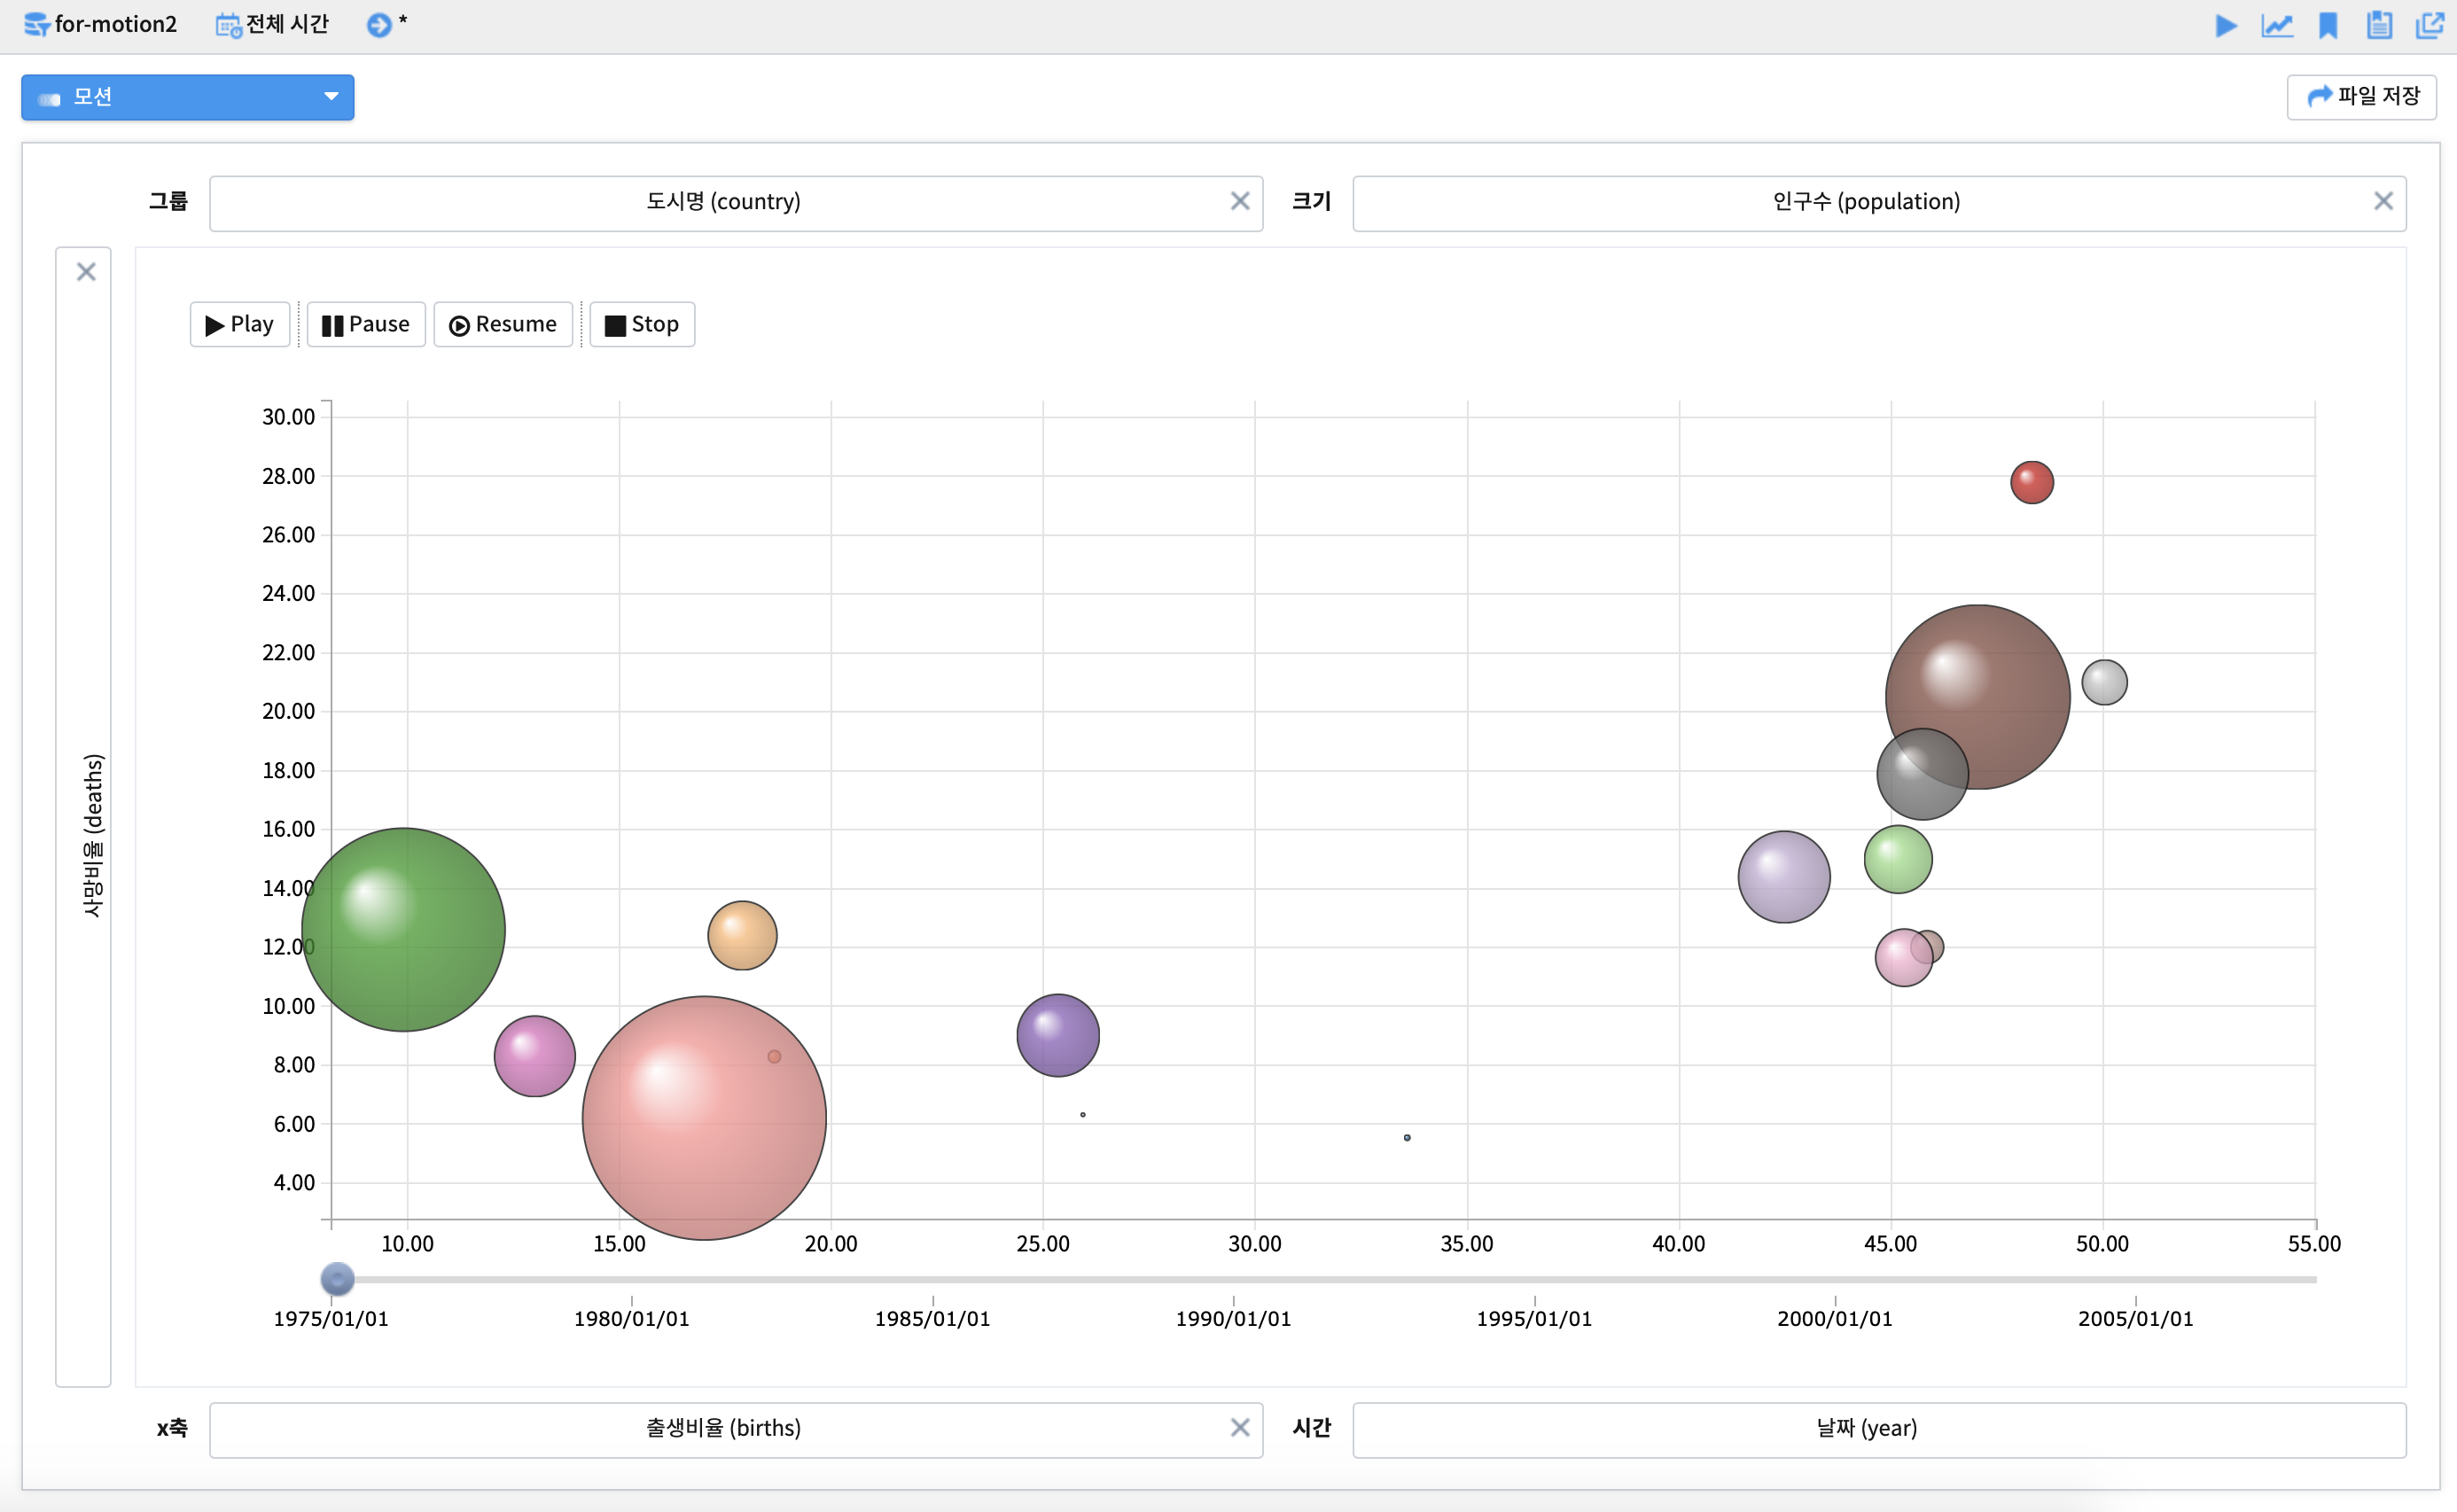 for-motion2 전체 시간 *
모션
파일 저장
그룹 도시명 (country) 크기 인구수 (population)
Play Pause Resume Stop
사망비율 (deaths)
30.00
28.00
26.00
24.00
22.00
20.00
18.00
16.00
14.00
12.00
10.00
8.00
6.00
4.00
10.00 15.00 20.00 25.00 30.00 35.00 40.00 45.00 50.00 55.00
1975/01/01 1980/01/01 1985/01/01 1990/01/01 1995/01/01 2000/01/01 2005/01/01
x축 출생비율 (births) 시간 날짜 (year)